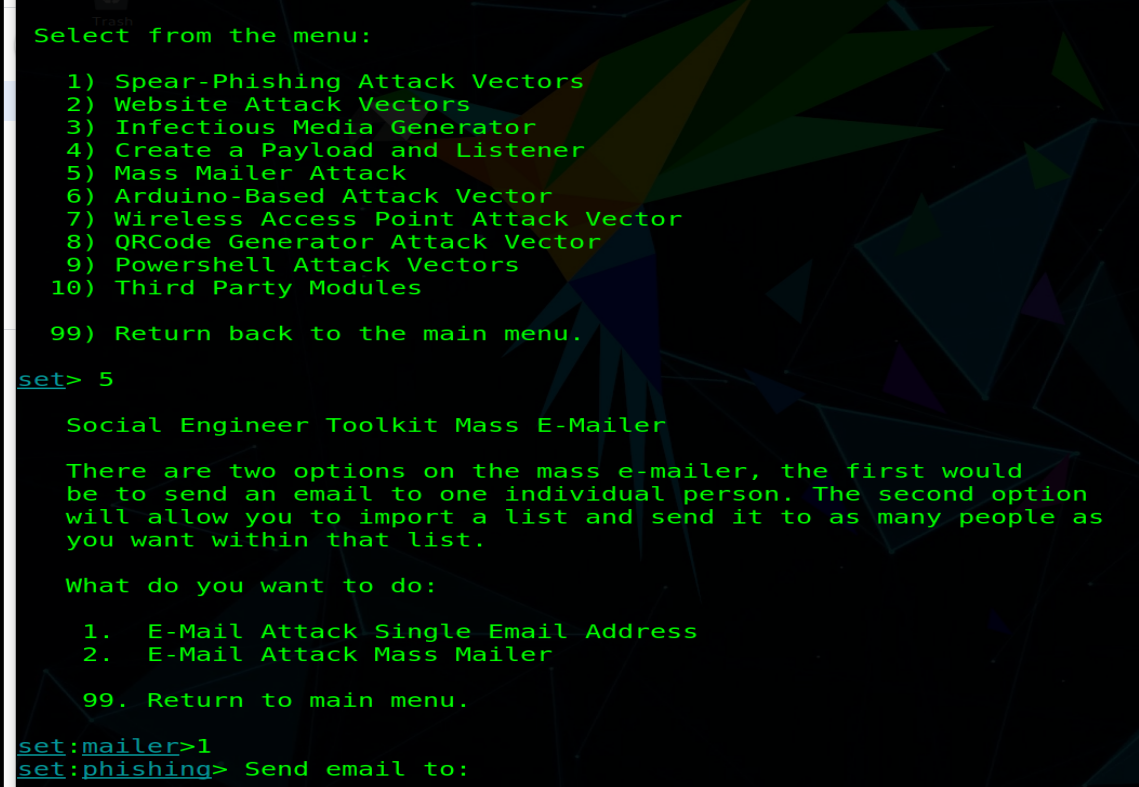 Trash
Select from the menu:
1) Spear-Phishing Attack Vectors
2) Website Attack Vectors
3) Infectious Media Generator
4) Create a Payload and Listener
5) Mass Mailer Attack
6) Arduino-Based Attack Vector
7) Wireless Access Point Attack Vector
8) QRCode Generator Attack Vector
9) Powershell Attack Vectors
10) Third Party Modules
99) Return back to the main menu.
set> 5
Social Engineer Toolkit Mass E-Mailer
There are two options on the mass e-mailer, the first would
be to send an email to one individual person. The second option
will allow you to import a list and send it to as many people as
you want within that list.
What do you want to do:
1. E-Mail Attack Single Email Address
2. E-Mail Attack Mass Mailer
99. Return to main menu.
set:mailer>1
set:phishing> Send email to: